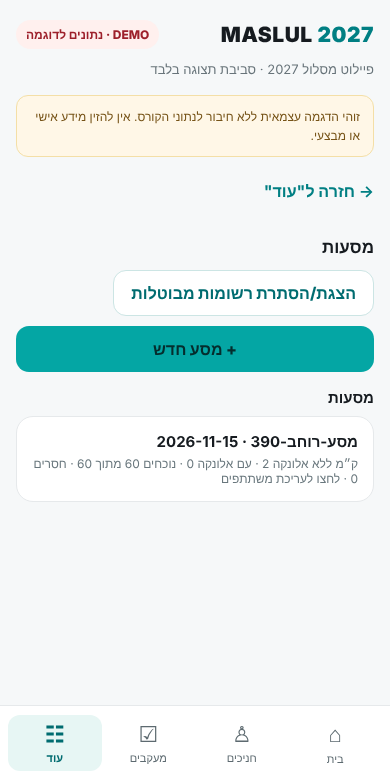 MASLUL 2027
DEMO · נתונים לדוגמה
פיילוט מסלול 2027 · סביבת תצוגה בלבד
זוהי הדגמה עצמאית ללא חיבור לנתוני הקורס. אין להזין מידע אישי
או מבצעי.
→ חזרה ל"עוד"
מסעות
הצגת/הסתרת רשומות מבוטלות
+ מסע חדש
מסעות
מסע-רוחב-390 · 2026-11-15
ק״מ ללא אלונקה 2 · עם אלונקה 0 · נוכחים 60 מתוך 60 · חסרים
0 · לחצו לעריכת משתתפים
בית
חניכים
מעקבים
עוד